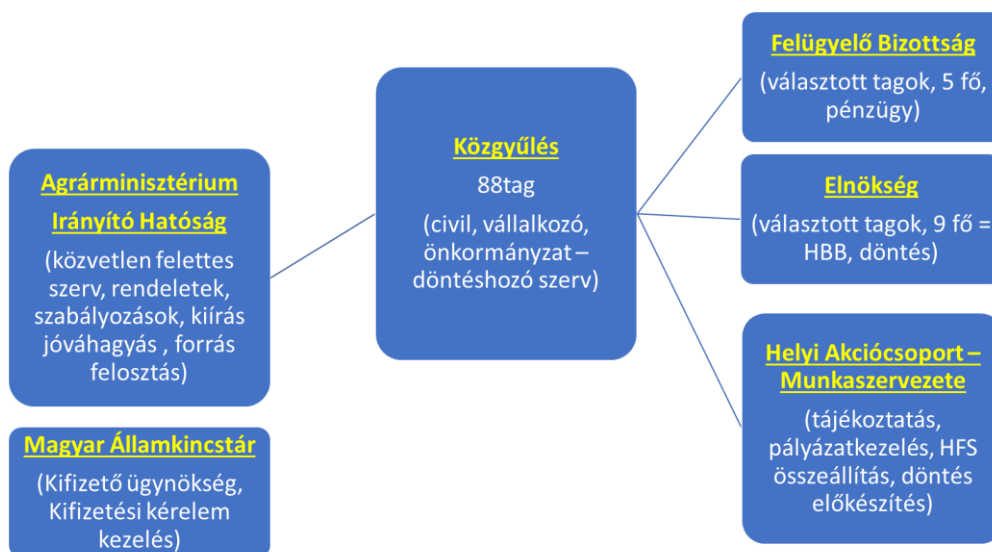 Agrárminisztérium
Irányító Hatóság
(közvetlen felettes
szerv, rendeletek,
szabályozások, kiírás
jóváhagyás , forrás
felosztás)
Magyar Államkincstár
(Kifizető ügynökség,
Kifizetési kérelem
kezelés)
Közgyűlés
88tag
(civil, vállalkozó,
önkormányzat –
döntéshozó szerv)
Felügyelő Bizottság
(választott tagok, 5 fő,
pénzügy)
Elnökség
(választott tagok, 9 fő =
HBB, döntés)
Helyi Akciócsoport –
Munkaszervezete
(tájékoztatás,
pályázatkezelés, HFS
összeállítás, döntés
előkészítés)